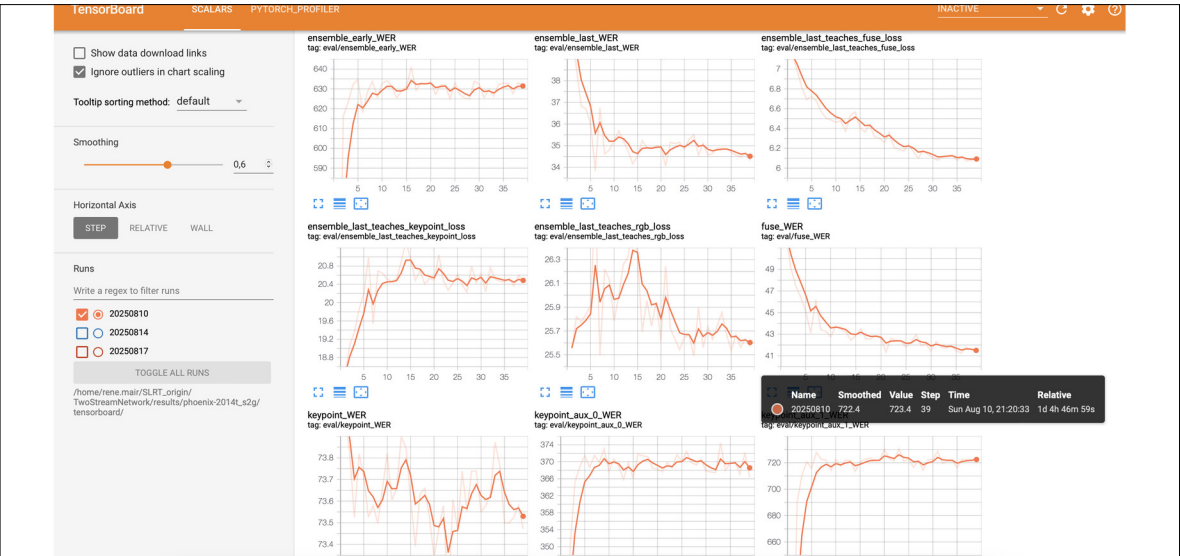 TensorBoard SCALARS PYTORCH_PROFILER INACTIVE
Show data download links
Ignore outliers in chart scaling
Tooltip sorting method: default
Smoothing
0,6
Horizontal Axis
STEP RELATIVE WALL
Runs
Write a regex to filter runs
20250810
20250814
20250817
TOGGLE ALL RUNS
/home/rene.mair/SLRT_origin/
TwoStreamNetwork/results/phoenix-2014t_s2g/
tensorboard/
ensemble_early_WER
tag: eval/ensemble_early_WER
640
630
620
610
600
590
5 10 15 20 25 30 35
ensemble_last_WER
tag: eval/ensemble_last_WER
38
37
36
35
34
5 10 15 20 25 30 35
ensemble_last_teaches_fuse_loss
tag: eval/ensemble_last_teaches_fuse_loss
7
6.8
6.6
6.4
6.2
6
5 10 15 20 25 30 35
ensemble_last_teaches_keypoint_loss
tag: eval/ensemble_last_teaches_keypoint_loss
20.8
20.4
20
19.6
19.2
18.8
5 10 15 20 25 30 35
ensemble_last_teaches_rgb_loss
tag: eval/ensemble_last_teaches_rgb_loss
26.3
26.1
25.9
25.7
25.5
5 10 15 20 25 30 35
fuse_WER
tag: eval/fuse_WER
49
47
45
43
41
Name Smoothed Value Step Time Relative
20250810 722.4 723.4 39 Sun Aug 10, 21:20:33 1d 4h 46m 59s
keypoint_WER
tag: eval/keypoint_WER
73.8
73.7
73.6
73.5
73.4
keypoint_aux_0_WER
tag: eval/keypoint_aux_0_WER
374
370
366
362
358
354
350
keypoint_aux_1_WER
tag: eval/keypoint_aux_1_WER
720
700
680
660